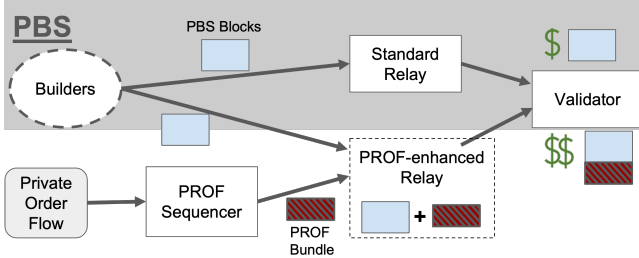 PBS
PBS Blocks
$
Builders
Standard
Relay
Validator
$$
PROF-enhanced
Relay
+
Private
Order
Flow
PROF
Sequencer
PROF
Bundle